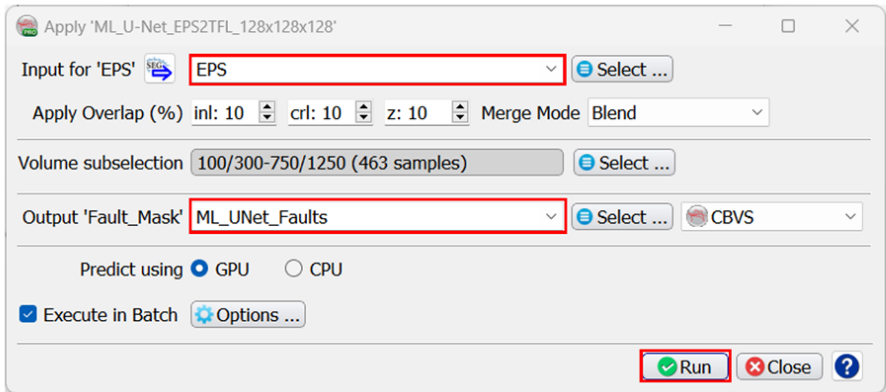 Apply 'ML_U-Net_EPS2TFL_128x128x128'
Input for 'EPS' SEG EPS Select ...
Apply Overlap (%) inl: 10 crl: 10 z: 10 Merge Mode Blend
Volume subselection 100/300-750/1250 (463 samples) Select ...
Output 'Fault_Mask' ML_UNet_Faults Select ... CBVS
Predict using GPU CPU
Execute in Batch Options ...
Run Close ?